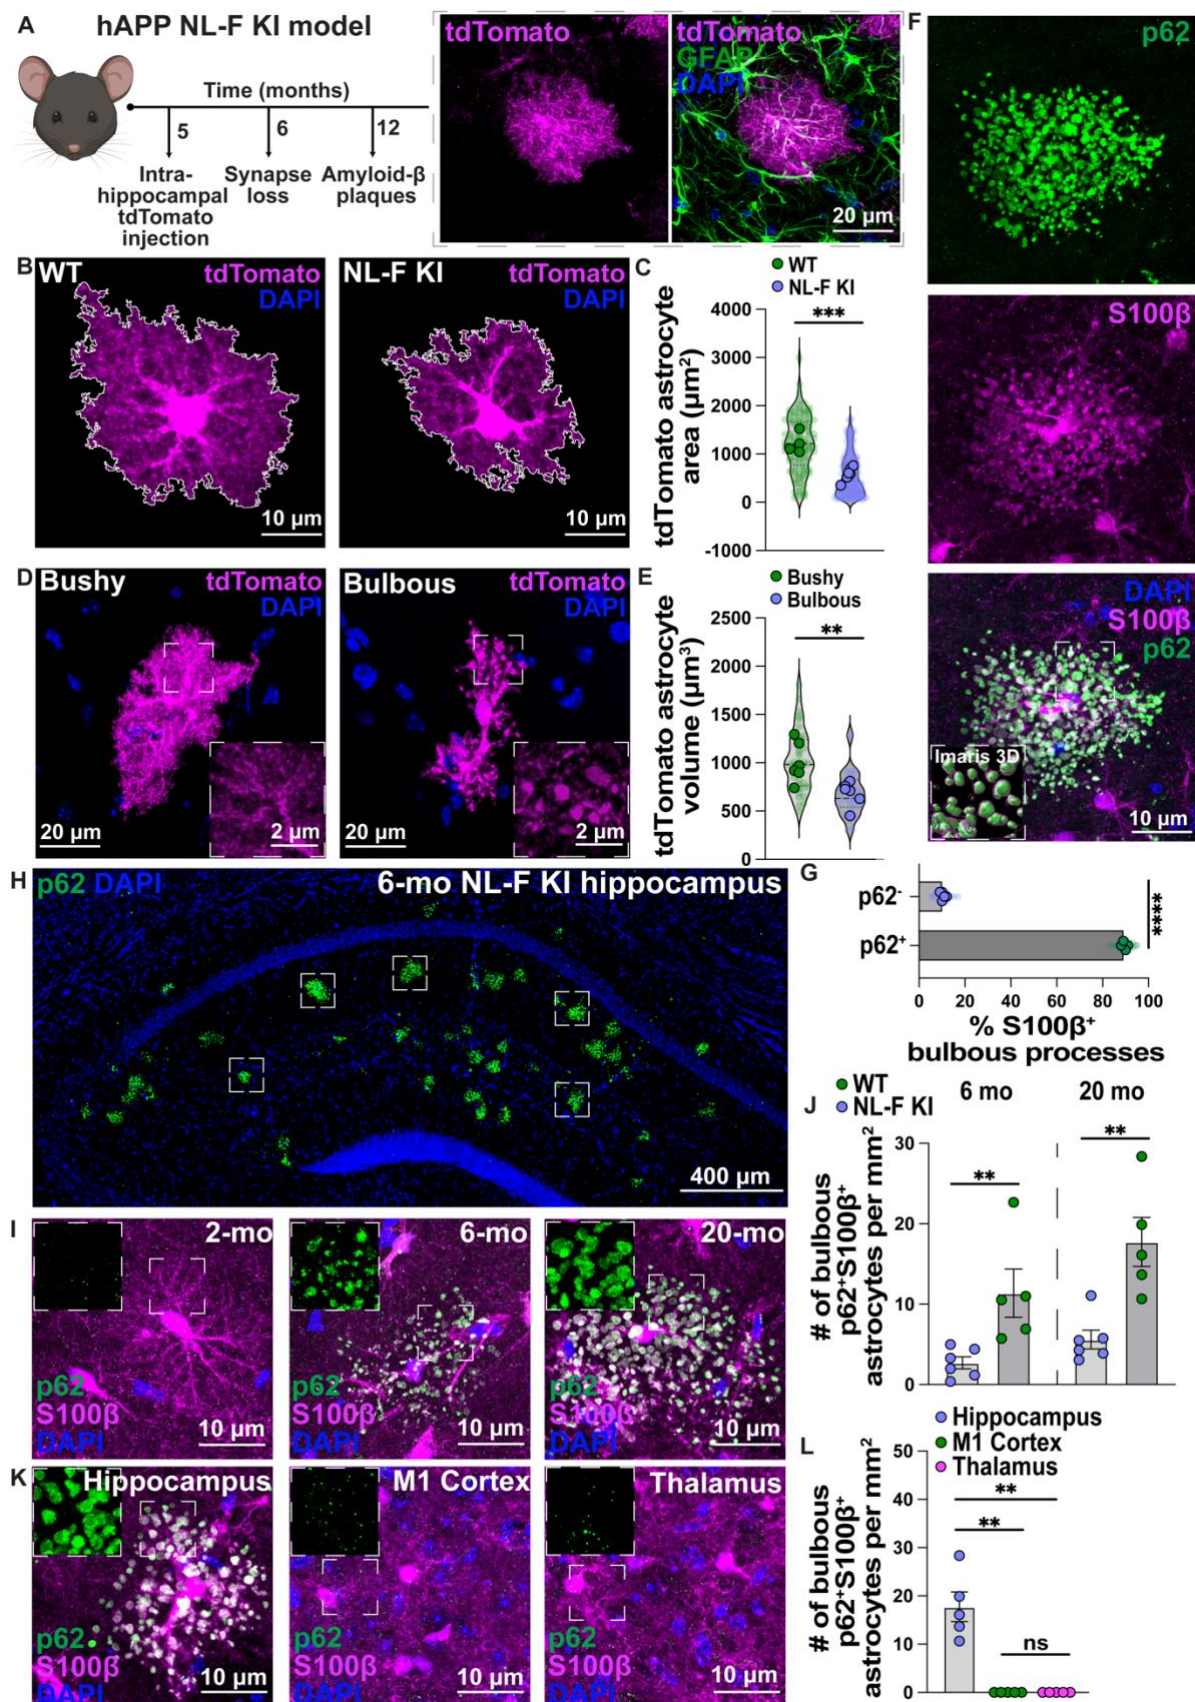 A
hAPP NL-F KI model
Time (months)
5
6
12
Intra-
hippocampal
tdTomato
injection
Synapse
loss
Amyloid-β
plaques
tdTomato
tdTomato
GFAP
DAPI
20 µm
F
p62
S100β
DAPI
S100β
p62
Imaris 3D
10 µm
B
WT
tdTomato
DAPI
10 µm
NL-F KI
tdTomato
DAPI
10 µm
C
WT
NL-F KI
tdTomato astrocyte
area (µm²)
4000
3000
2000
1000
0
-1000
***
D
Bushy
tdTomato
DAPI
20 µm
2 µm
Bulbous
tdTomato
DAPI
20 µm
2 µm
E
Bushy
Bulbous
tdTomato astrocyte
volume (µm³)
2500
2000
1500
1000
500
0
**
G
p62⁻
p62⁺
****
0 20 40 60 80 100
% S100β⁺
bulbous processes
H
p62 DAPI
6-mo NL-F KI hippocampus
400 µm
I
2-mo
p62
S100β
DAPI
10 µm
6-mo
p62
S100β
DAPI
10 µm
20-mo
p62
S100β
DAPI
10 µm
J
WT
NL-F KI
6 mo
20 mo
# of bulbous
p62⁺S100β⁺
astrocytes per mm²
30
20
10
0
**
**
K
Hippocampus
p62
S100β
DAPI
10 µm
M1 Cortex
p62
S100β
DAPI
10 µm
Thalamus
p62
S100β
DAPI
10 µm
L
Hippocampus
M1 Cortex
Thalamus
# of bulbous
p62⁺S100β⁺
astrocytes per mm²
50
40
30
20
10
0
**
**
ns